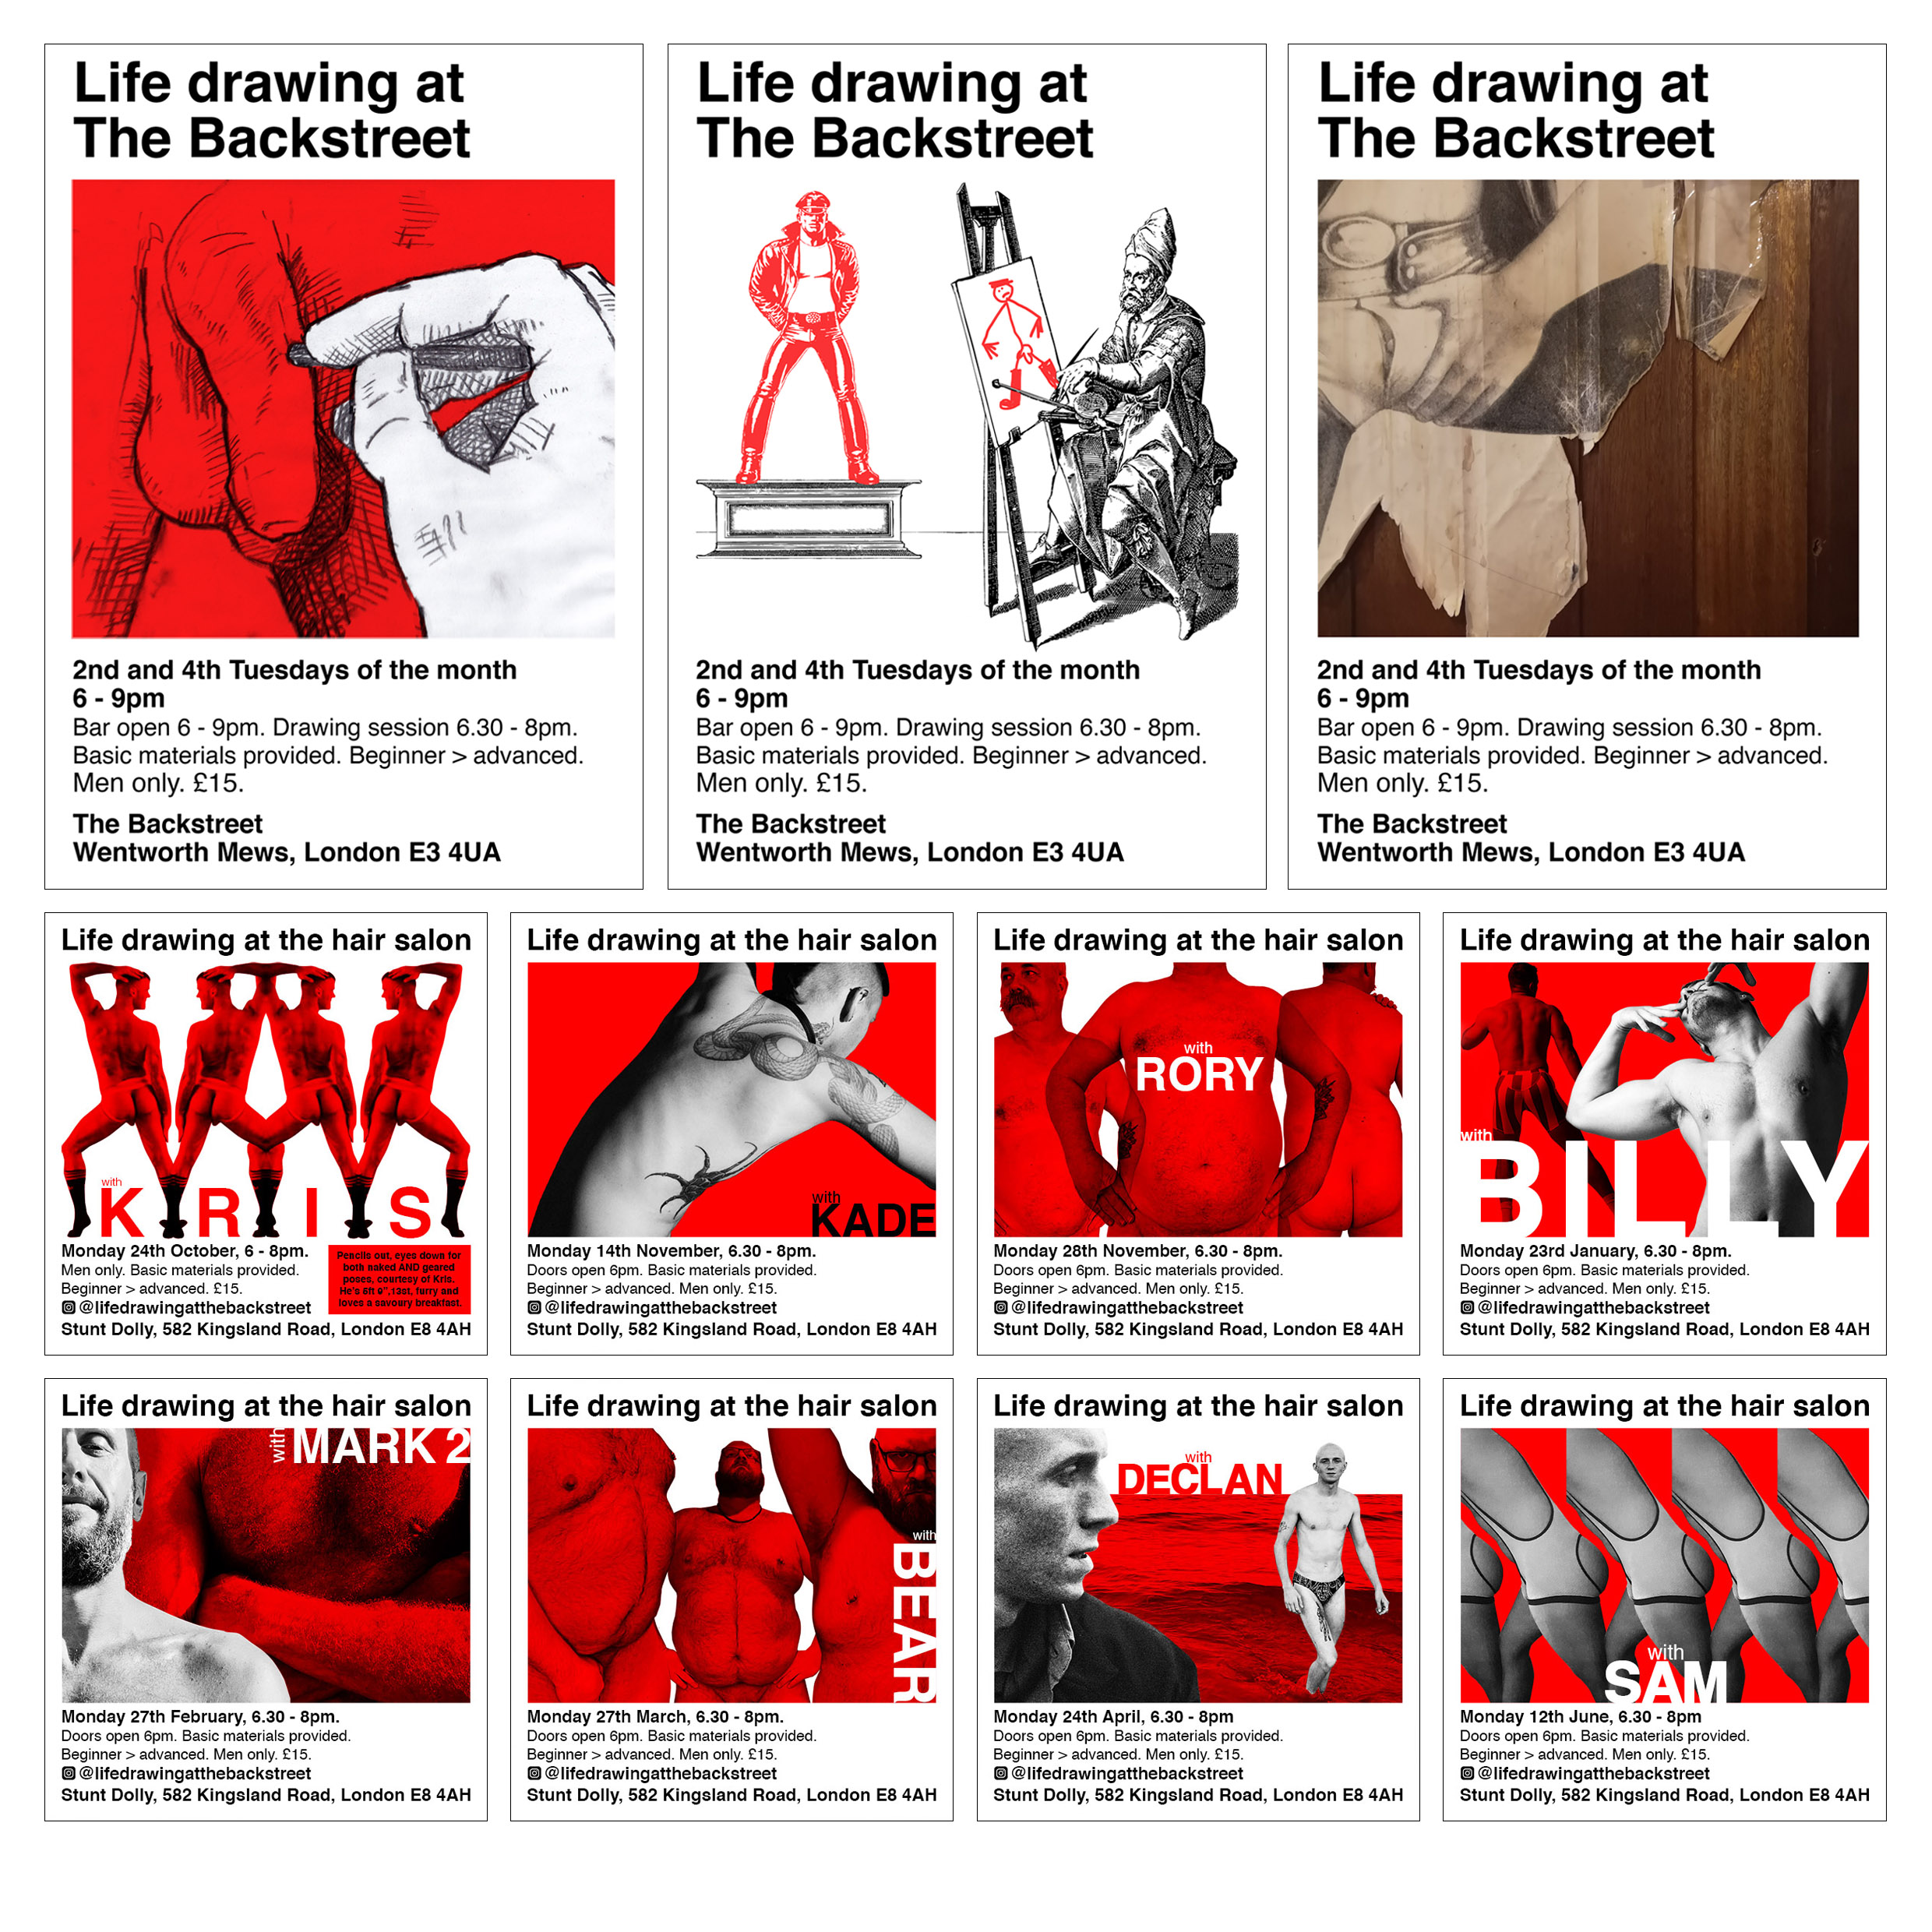 Life drawing at
The Backstreet
2nd and 4th Tuesdays of the month
6 - 9pm
Bar open 6 - 9pm. Drawing session 6.30 - 8pm.
Basic materials provided. Beginner > advanced.
Men only. £15.
The Backstreet
Wentworth Mews, London E3 4UA
Life drawing at
The Backstreet
2nd and 4th Tuesdays of the month
6 - 9pm
Bar open 6 - 9pm. Drawing session 6.30 - 8pm.
Basic materials provided. Beginner > advanced.
Men only. £15.
The Backstreet
Wentworth Mews, London E3 4UA
Life drawing at
The Backstreet
2nd and 4th Tuesdays of the month
6 - 9pm
Bar open 6 - 9pm. Drawing session 6.30 - 8pm.
Basic materials provided. Beginner > advanced.
Men only. £15.
The Backstreet
Wentworth Mews, London E3 4UA
Life drawing at the hair salon
with
KRIS
Monday 24th October, 6 - 8pm.
Men only. Basic materials provided.
Beginner > advanced. £15.
@lifedrawingatthebackstreet
Pencils out, eyes down for
both naked AND geared
poses, courtesy of Kris.
He's 5ft 9", 13st, furry and
loves a savoury breakfast.
Stunt Dolly, 582 Kingsland Road, London E8 4AH
Life drawing at the hair salon
with
KADE
Monday 14th November, 6.30 - 8pm.
Doors open 6pm. Basic materials provided.
Beginner > advanced. Men only. £15.
@lifedrawingatthebackstreet
Stunt Dolly, 582 Kingsland Road, London E8 4AH
Life drawing at the hair salon
with
RORY
Monday 28th November, 6.30 - 8pm.
Doors open 6pm. Basic materials provided.
Beginner > advanced. Men only. £15.
@lifedrawingatthebackstreet
Stunt Dolly, 582 Kingsland Road, London E8 4AH
Life drawing at the hair salon
with
BILLY
Monday 23rd January, 6.30 - 8pm.
Doors open 6pm. Basic materials provided.
Beginner > advanced. Men only. £15.
@lifedrawingatthebackstreet
Stunt Dolly, 582 Kingsland Road, London E8 4AH
Life drawing at the hair salon
with
MARK 2
Monday 27th February, 6.30 - 8pm.
Doors open 6pm. Basic materials provided.
Beginner > advanced. Men only. £15.
@lifedrawingatthebackstreet
Stunt Dolly, 582 Kingsland Road, London E8 4AH
Life drawing at the hair salon
with
BEAR
Monday 27th March, 6.30 - 8pm.
Doors open 6pm. Basic materials provided.
Beginner > advanced. Men only. £15.
@lifedrawingatthebackstreet
Stunt Dolly, 582 Kingsland Road, London E8 4AH
Life drawing at the hair salon
with
DECLAN
Monday 24th April, 6.30 - 8pm
Doors open 6pm. Basic materials provided.
Beginner > advanced. Men only. £15.
@lifedrawingatthebackstreet
Stunt Dolly, 582 Kingsland Road, London E8 4AH
Life drawing at the hair salon
with
SAM
Monday 12th June, 6.30 - 8pm
Doors open 6pm. Basic materials provided.
Beginner > advanced. Men only. £15.
@lifedrawingatthebackstreet
Stunt Dolly, 582 Kingsland Road, London E8 4AH